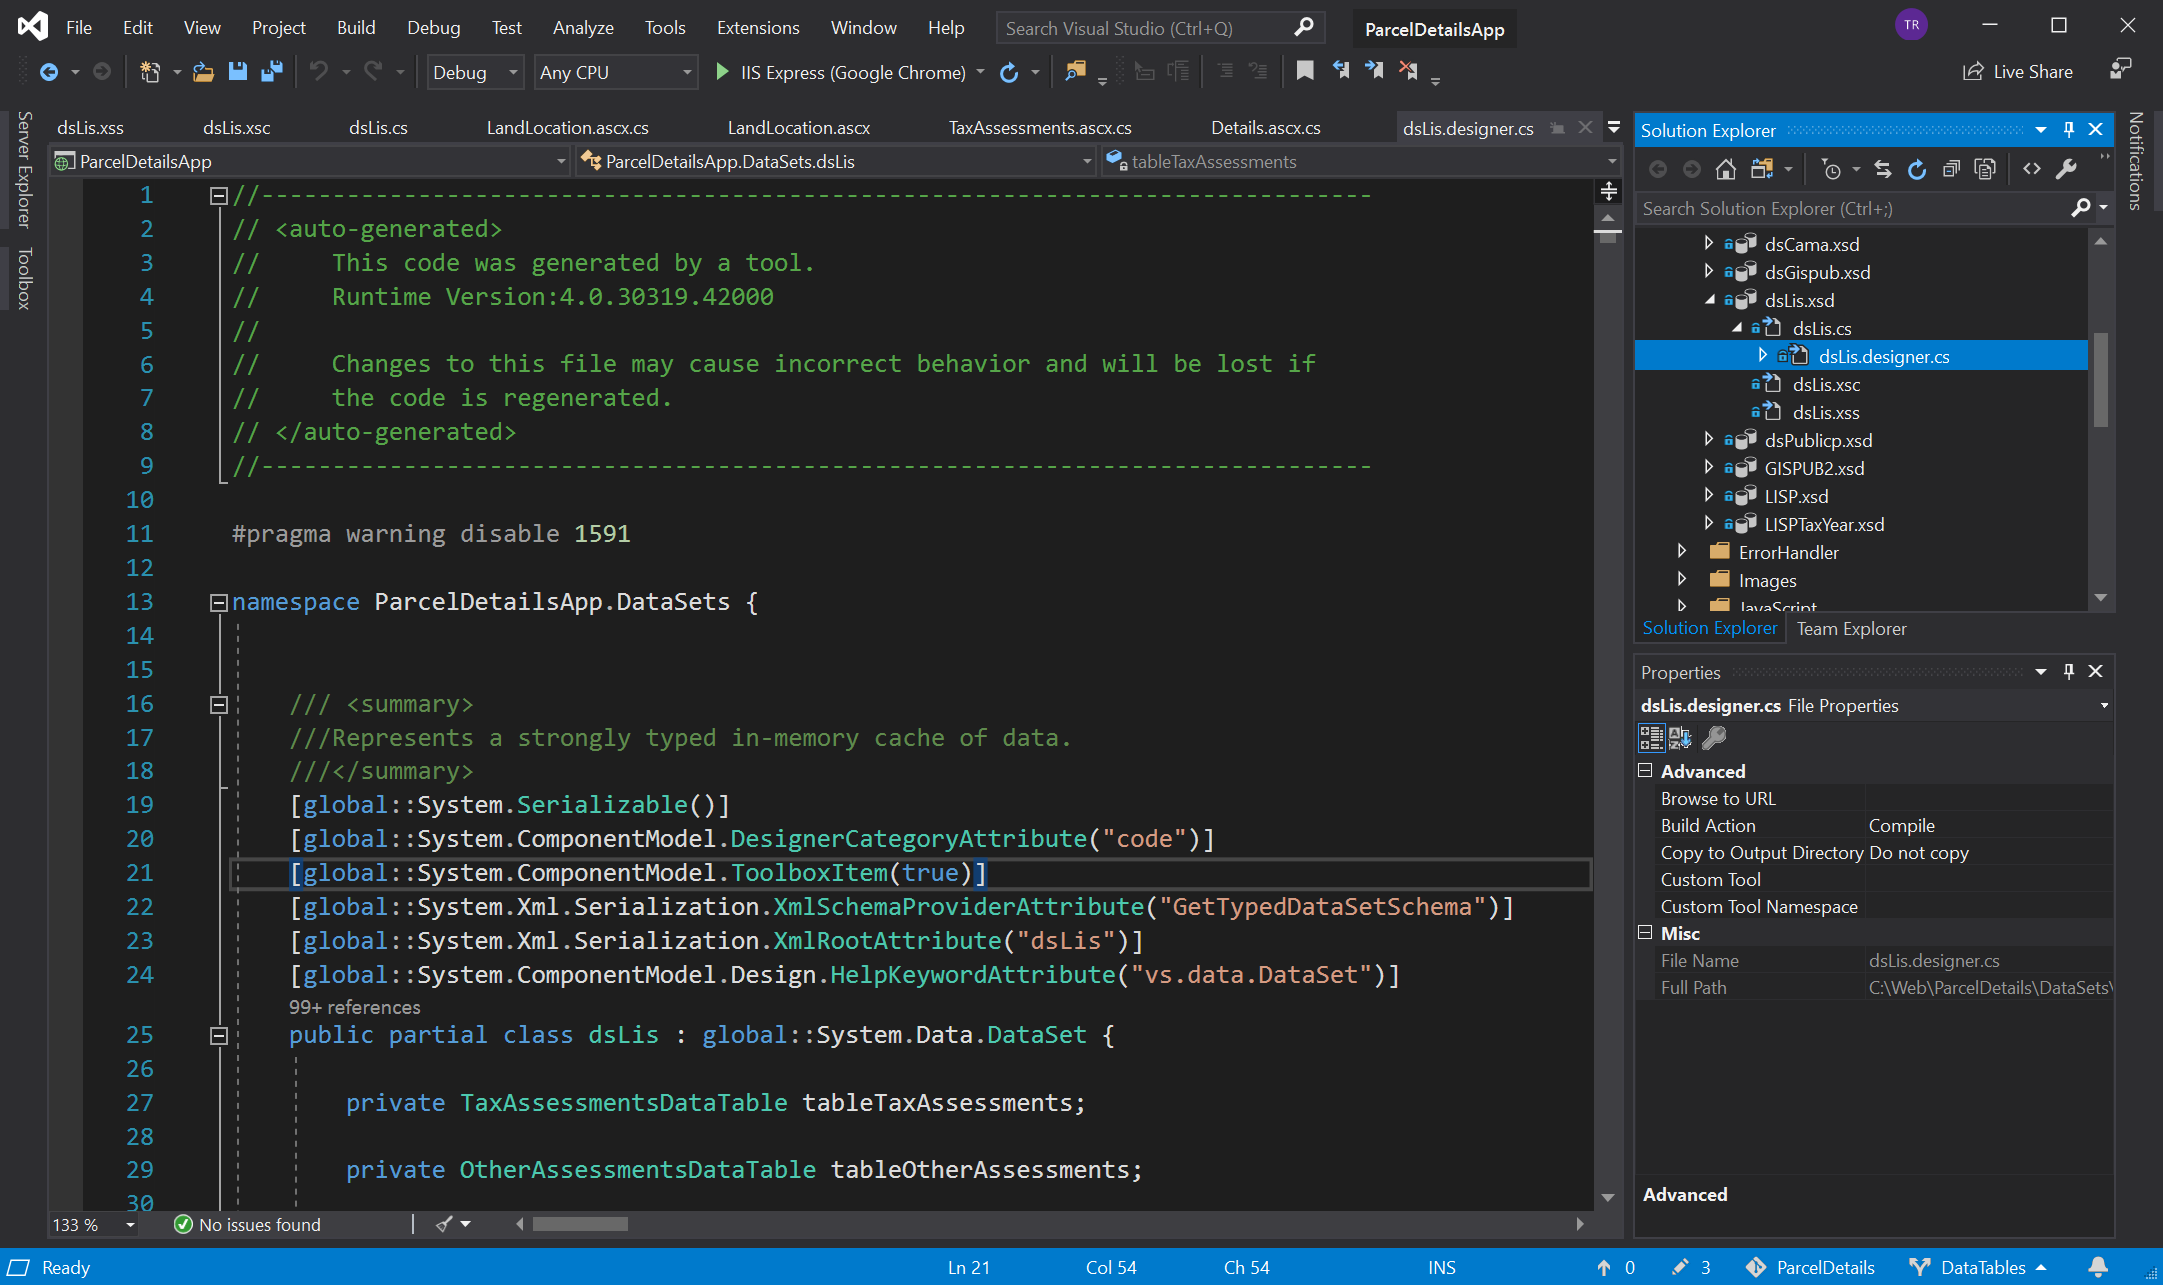 File Edit View Project Build Debug Test Analyze Tools Extensions Window Help Search Visual Studio (Ctrl+Q) ParcelDetailsApp TR
Debug Any CPU IIS Express (Google Chrome) Live Share
Server Explorer
Toolbox
dsLis.xss dsLis.xsc dsLis.cs LandLocation.ascx.cs LandLocation.ascx TaxAssessments.ascx.cs Details.ascx.cs dsLis.designer.cs
ParcelDetailsApp ParcelDetailsApp.DataSets.dsLis tableTaxAssessments
1 //------------------------------------------------------------------------------
2 // <auto-generated>
3 //     This code was generated by a tool.
4 //     Runtime Version:4.0.30319.42000
5 //
6 //     Changes to this file may cause incorrect behavior and will be lost if
7 //     the code is regenerated.
8 // </auto-generated>
9 //------------------------------------------------------------------------------
10
11 #pragma warning disable 1591
12
13 namespace ParcelDetailsApp.DataSets {
14
15
16 /// <summary>
17 ///Represents a strongly typed in-memory cache of data.
18 ///</summary>
19 [global::System.Serializable()]
20 [global::System.ComponentModel.DesignerCategoryAttribute("code")]
21 [global::System.ComponentModel.ToolboxItem(true)]
22 [global::System.Xml.Serialization.XmlSchemaProviderAttribute("GetTypedDataSetSchema")]
23 [global::System.Xml.Serialization.XmlRootAttribute("dsLis")]
24 [global::System.ComponentModel.Design.HelpKeywordAttribute("vs.data.DataSet")]
99+ references
25 public partial class dsLis : global::System.Data.DataSet {
26
27 private TaxAssessmentsDataTable tableTaxAssessments;
28
29 private OtherAssessmentsDataTable tableOtherAssessments;
30
133 % No issues found
Solution Explorer
Search Solution Explorer (Ctrl+;)
dsCama.xsd
dsGispub.xsd
dsLis.xsd
dsLis.cs
dsLis.designer.cs
dsLis.xsc
dsLis.xss
dsPublicp.xsd
GISPUB2.xsd
LISP.xsd
LISPTaxYear.xsd
ErrorHandler
Images
JavaScript
Solution Explorer Team Explorer
Properties
dsLis.designer.cs File Properties
Advanced
Browse to URL
Build Action Compile
Copy to Output Directory Do not copy
Custom Tool
Custom Tool Namespace
Misc
File Name dsLis.designer.cs
Full Path C:\Web\ParcelDetails\DataSets\
Advanced
Notifications
Ready Ln 21 Col 54 Ch 54 INS 0 3 ParcelDetails DataTables